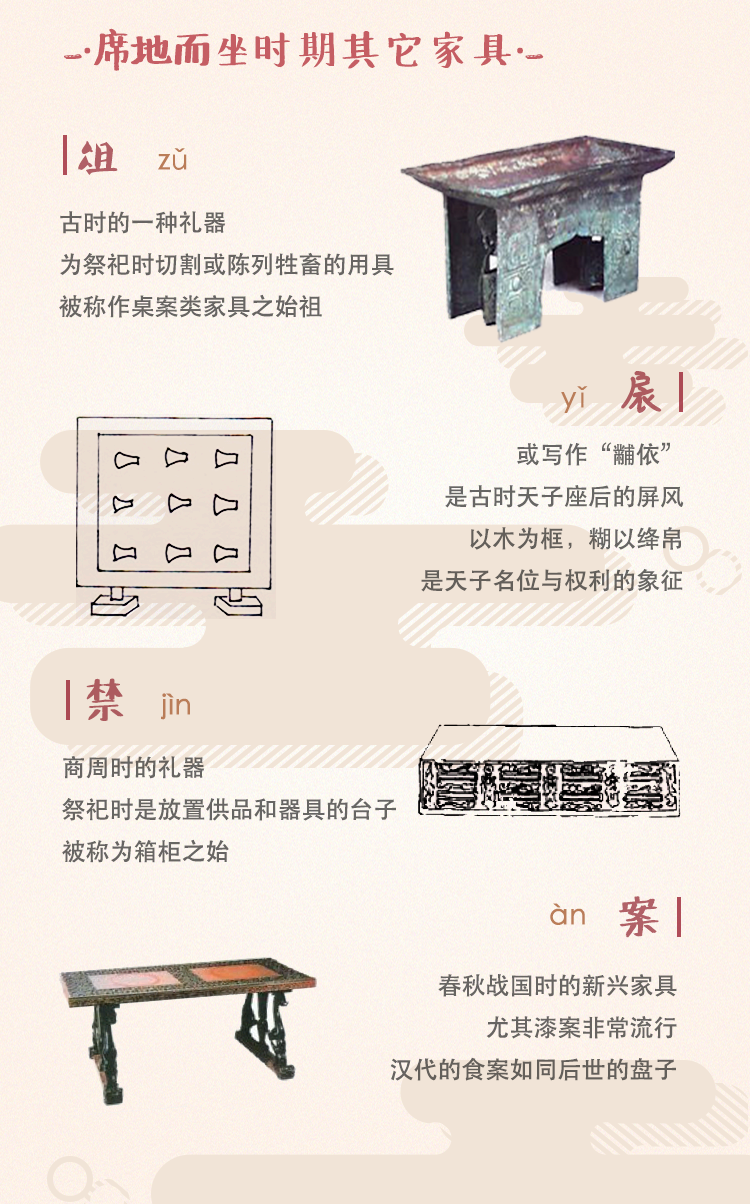 席地而坐时期其它家具
俎 zǔ
古时的一种礼器
为祭祀时切割或陈列牲畜的用具
被称作桌案类家具之始祖
yǐ 扆
或写作“黼依”
是古时天子座后的屏风
以木为框，糊以绛帛
是天子名位与权利的象征
禁 jìn
商周时的礼器
祭祀时是放置供品和器具的台子
被称为箱柜之始
àn 案
春秋战国时的新兴家具
尤其漆案非常流行
汉代的食案如同后世的盘子